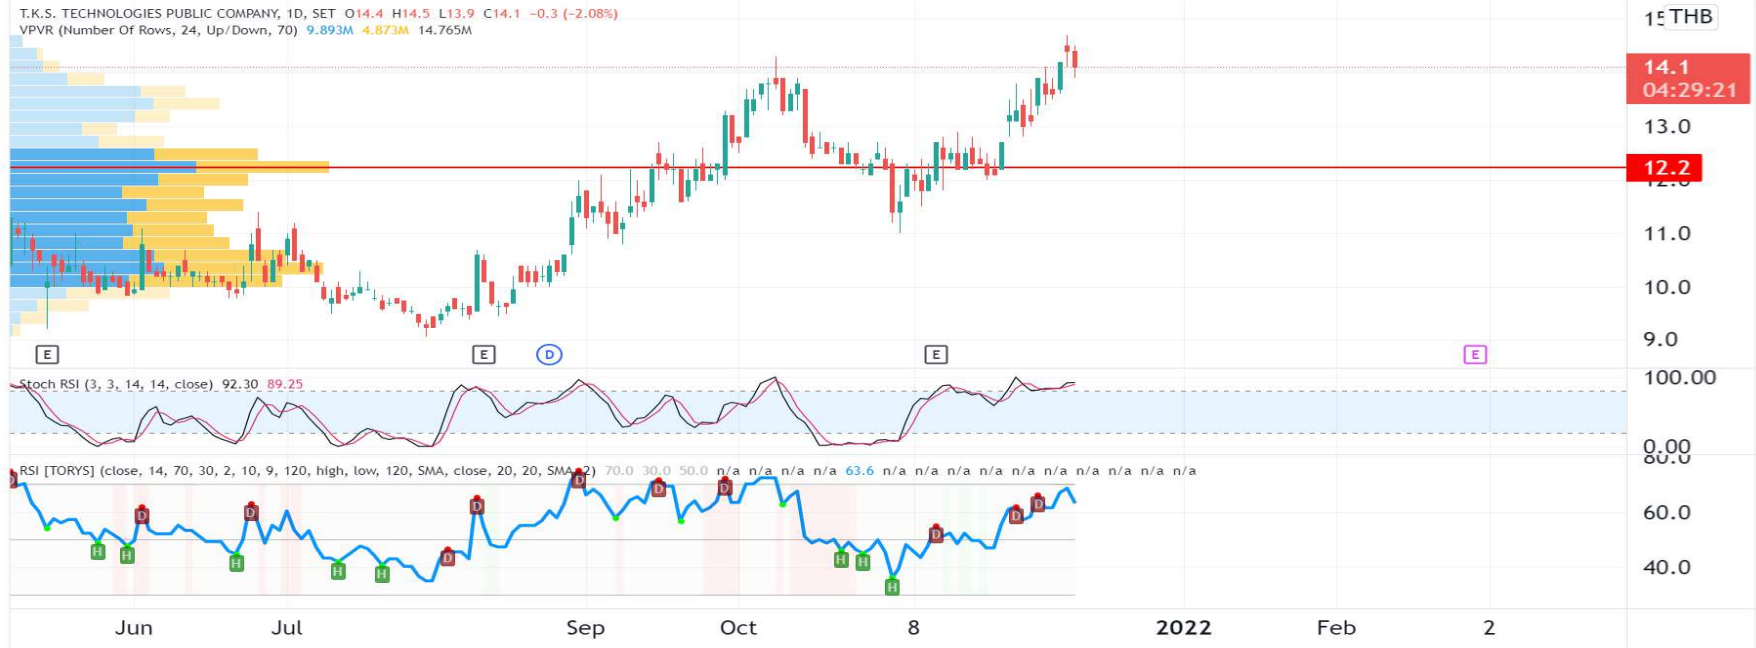 T.K.S. TECHNOLOGIES PUBLIC COMPANY, 1D, SET O14.4 H14.5 L13.9 C14.1 −0.3 (−2.08%)
VPVR (Number Of Rows, 24, Up/Down, 70) 9.893M 4.873M 14.765M
THB
14.1
04:29:21
13.0
12.2
12.0
11.0
10.0
9.0
E E D E E
Stoch RSI (3, 3, 14, 14, close) 92.30 89.25
100.00
0.00
RSI [TORYS] (close, 14, 70, 30, 2, 10, 9, 120, high, low, 120, SMA, close, 20, 20, SMA, 2) 70.0 30.0 50.0 n/a n/a n/a n/a 63.6 n/a n/a n/a n/a n/a n/a n/a n/a n/a n/a
80.0
D D D D D D D D D D D
60.0
H H H H H H H H
40.0
Jun Jul Sep Oct 8 2022 Feb 2